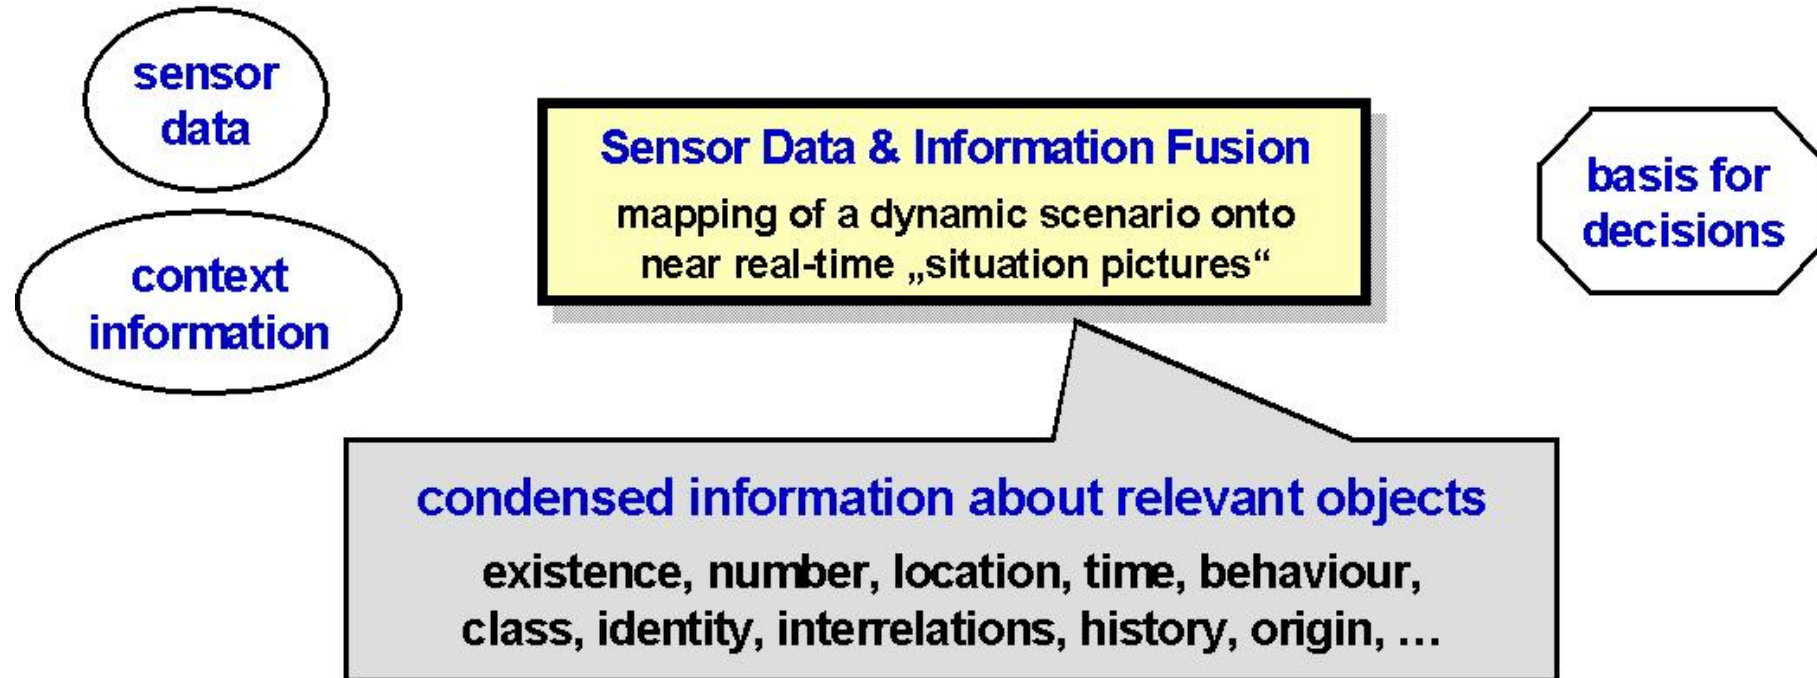 sensor
data
context
information
Sensor Data & Information Fusion
mapping of a dynamic scenario onto
near real-time „situation pictures“
basis for
decisions
condensed information about relevant objects
existence, number, location, time, behaviour,
class, identity, interrelations, history, origin, …